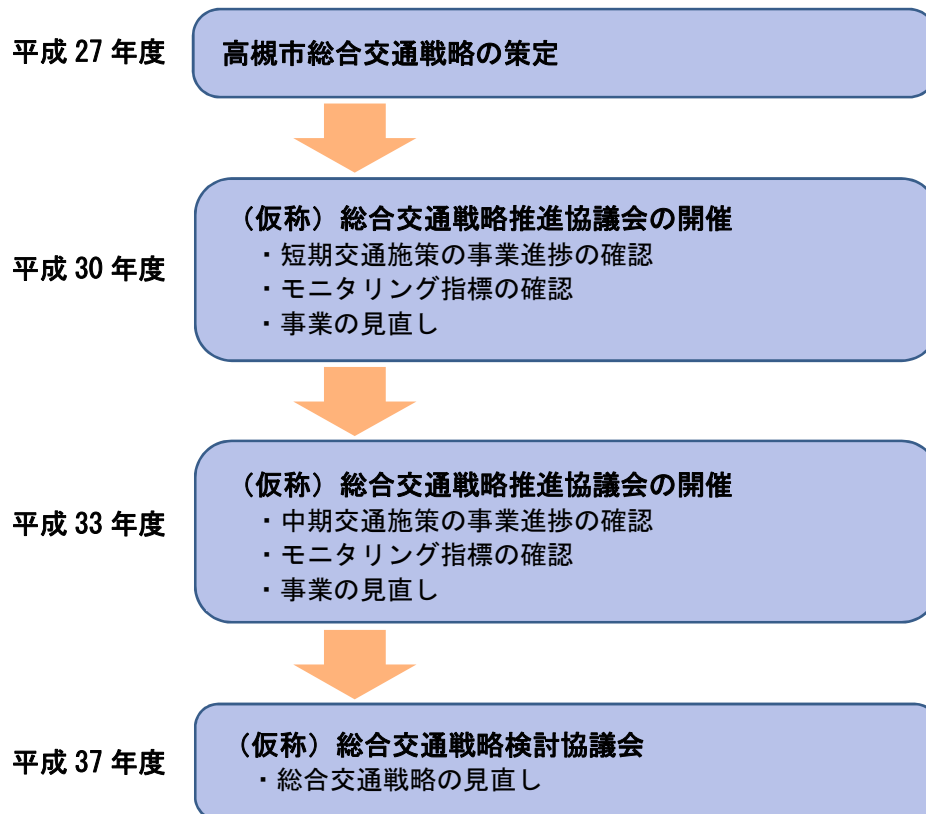 平成 27 年度
高槻市総合交通戦略の策定
平成 30 年度
（仮称）総合交通戦略推進協議会の開催
・短期交通施策の事業進捗の確認
・モニタリング指標の確認
・事業の見直し
平成 33 年度
（仮称）総合交通戦略推進協議会の開催
・中期交通施策の事業進捗の確認
・モニタリング指標の確認
・事業の見直し
平成 37 年度
（仮称）総合交通戦略検討協議会
・総合交通戦略の見直し